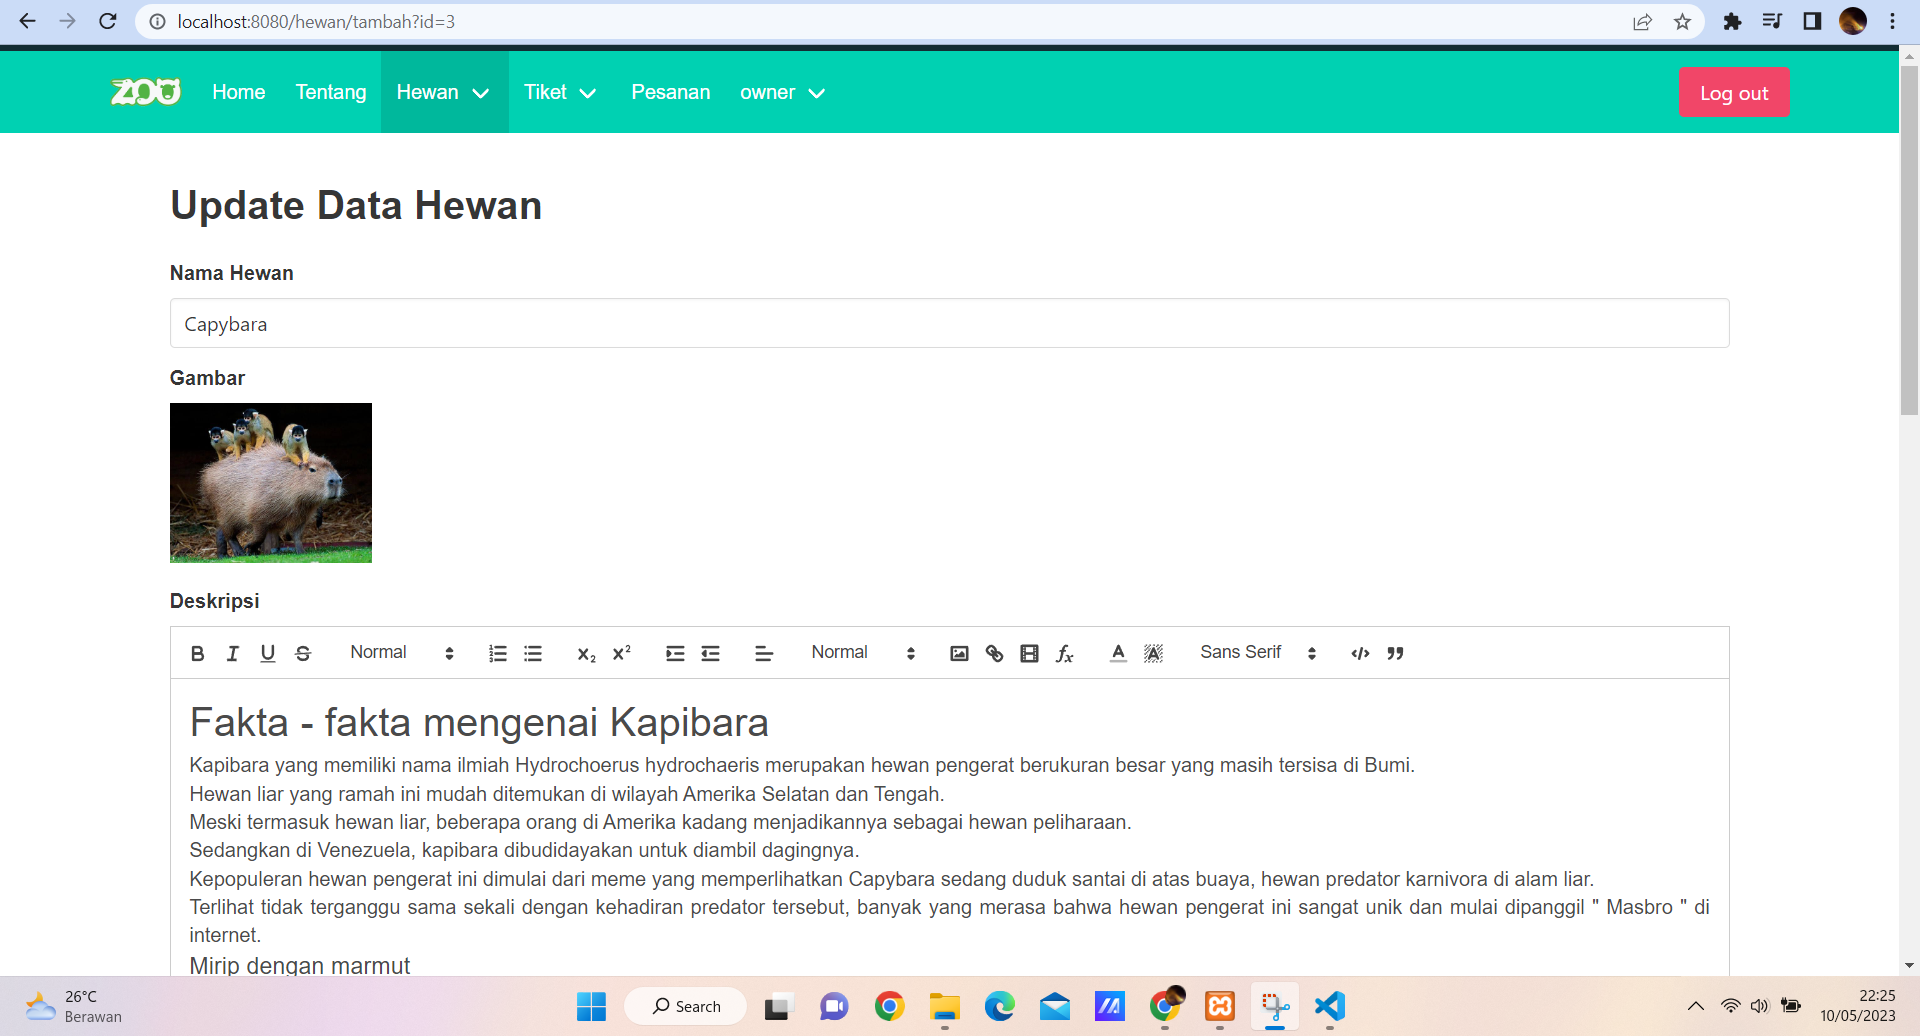 localhost:8080/hewan/tambah?id=3
ZOO Home Tentang Hewan Tiket Pesanan owner Log out
Update Data Hewan
Nama Hewan
Capybara
Gambar
Deskripsi
B I U S Normal X2 X2 Normal fx A A Sans Serif </> ”
Fakta - fakta mengenai Kapibara
Kapibara yang memiliki nama ilmiah Hydrochoerus hydrochaeris merupakan hewan pengerat berukuran besar yang masih tersisa di Bumi.
Hewan liar yang ramah ini mudah ditemukan di wilayah Amerika Selatan dan Tengah.
Meski termasuk hewan liar, beberapa orang di Amerika kadang menjadikannya sebagai hewan peliharaan.
Sedangkan di Venezuela, kapibara dibudidayakan untuk diambil dagingnya.
Kepopuleran hewan pengerat ini dimulai dari meme yang memperlihatkan Capybara sedang duduk santai di atas buaya, hewan predator karnivora di alam liar.
Terlihat tidak terganggu sama sekali dengan kehadiran predator tersebut, banyak yang merasa bahwa hewan pengerat ini sangat unik dan mulai dipanggil " Masbro " di
internet.
Mirip dengan marmut
26°C
Berawan
Search
22:25
10/05/2023